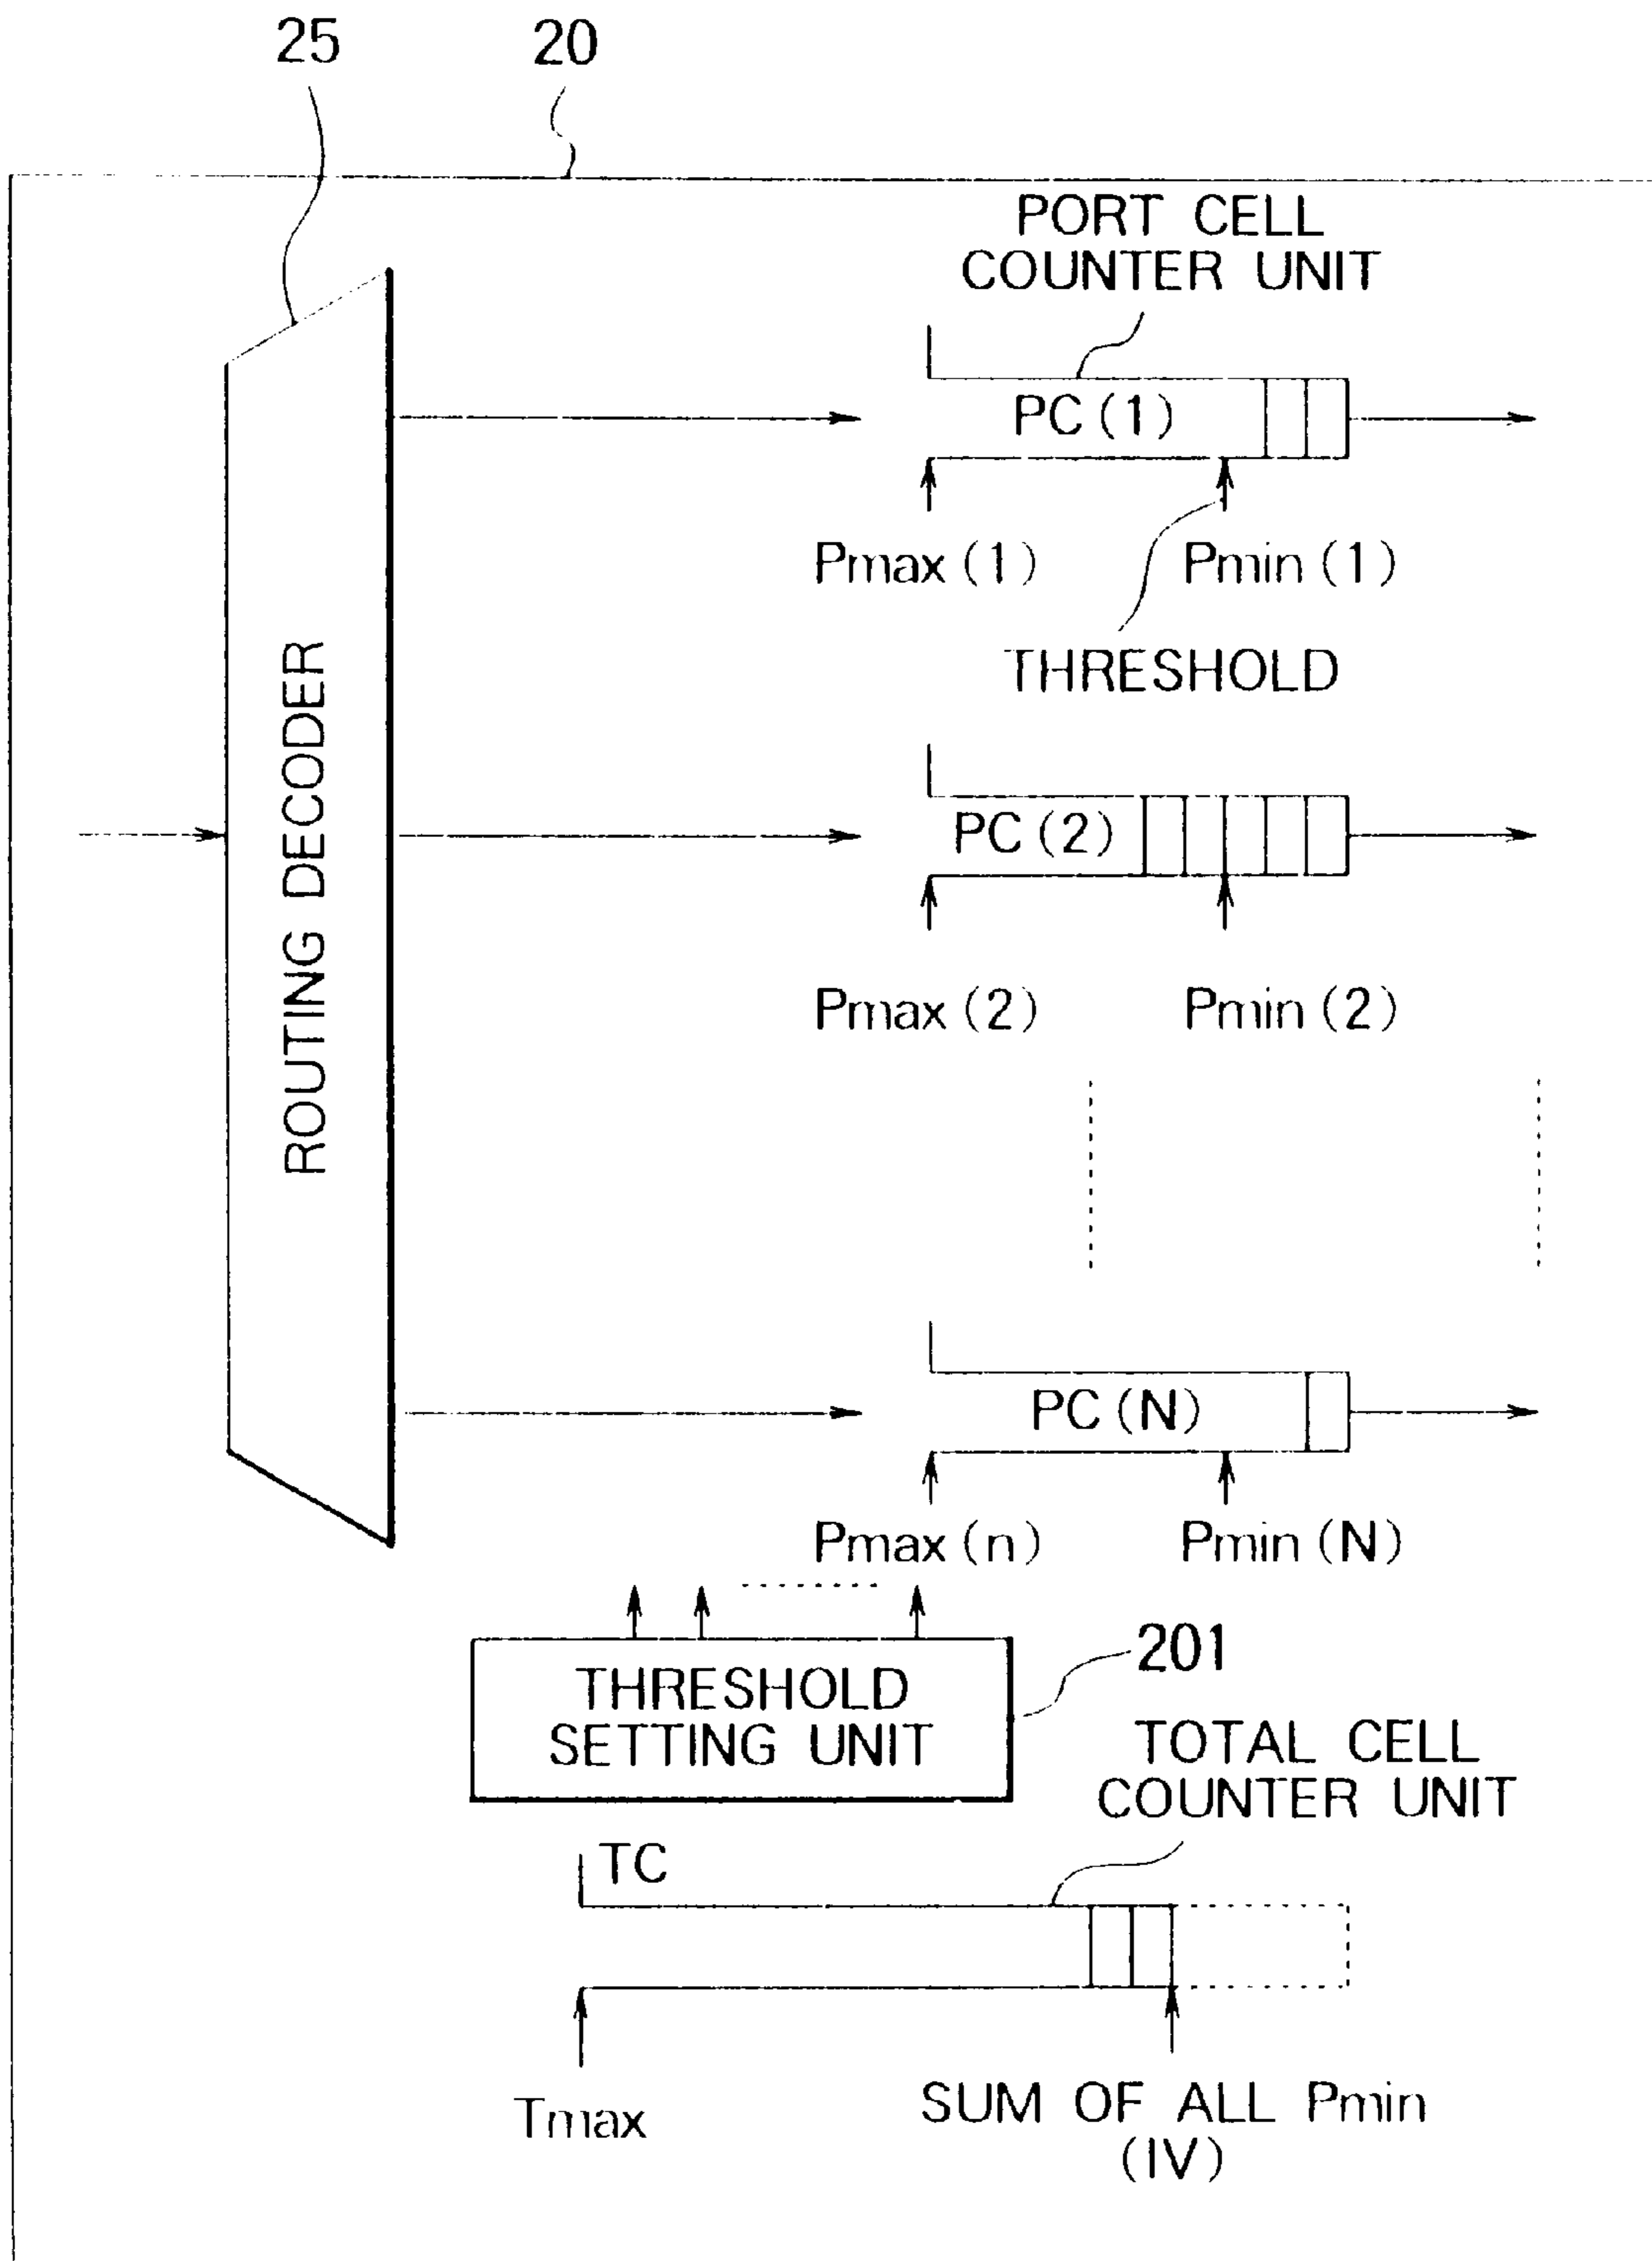 25
20
PORT CELL
COUNTER UNIT
PC (1)
Pmax (1)
Pmin (1)
THRESHOLD
ROUTING DECODER
PC (2)
Pmax (2)
Pmin (2)
PC (N)
Pmax (n)
Pmin (N)
201
THRESHOLD
SETTING UNIT
TOTAL CELL
COUNTER UNIT
TC
Tmax
SUM OF ALL Pmin
(IV)